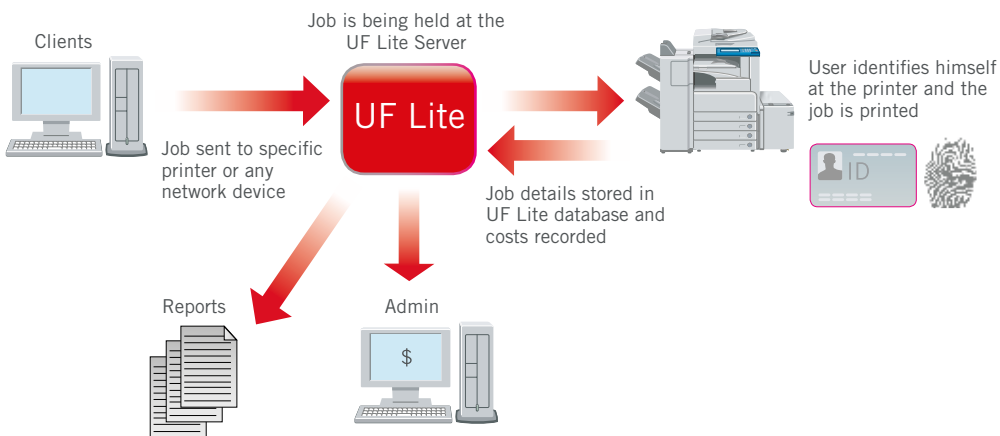 Clients
Job is being held at the
UF Lite Server
UF Lite
Job sent to specific
printer or any
network device
Job details stored in
UF Lite database and
costs recorded
User identifies himself
at the printer and the
job is printed
ID
Reports
Admin
$